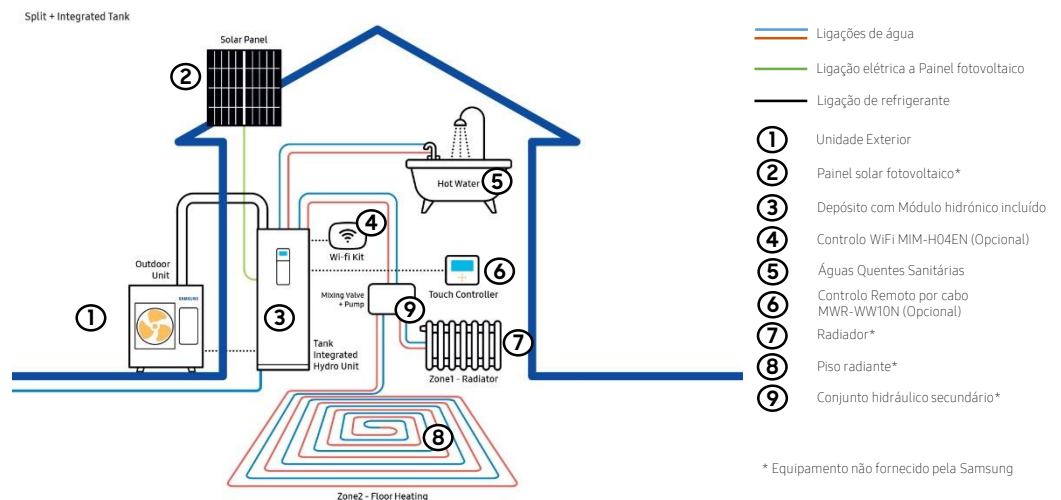 Split + Integrated Tank
Solar Panel
2
Hot Water
5
4
Wi-fi Kit
Outdoor
Unit
SAMSUNG
1
3
Tank
Integrated
Hydro Unit
6
Touch Controller
Mixing Valve
+ Pump
9
7
Zone1 - Radiator
8
Zone2 - Floor Heating
Ligações de água
Ligação elétrica a Painel fotovoltaico
Ligação de refrigerante
1 Unidade Exterior
2 Painel solar fotovoltaico*
3 Depósito com Módulo hidrónico incluído
4 Controlo WiFi MIM-H04EN (Opcional)
5 Águas Quentes Sanitárias
6 Controlo Remoto por cabo
MWR-WW10N (Opcional)
7 Radiador*
8 Piso radiante*
9 Conjunto hidráulico secundário*
* Equipamento não fornecido pela Samsung